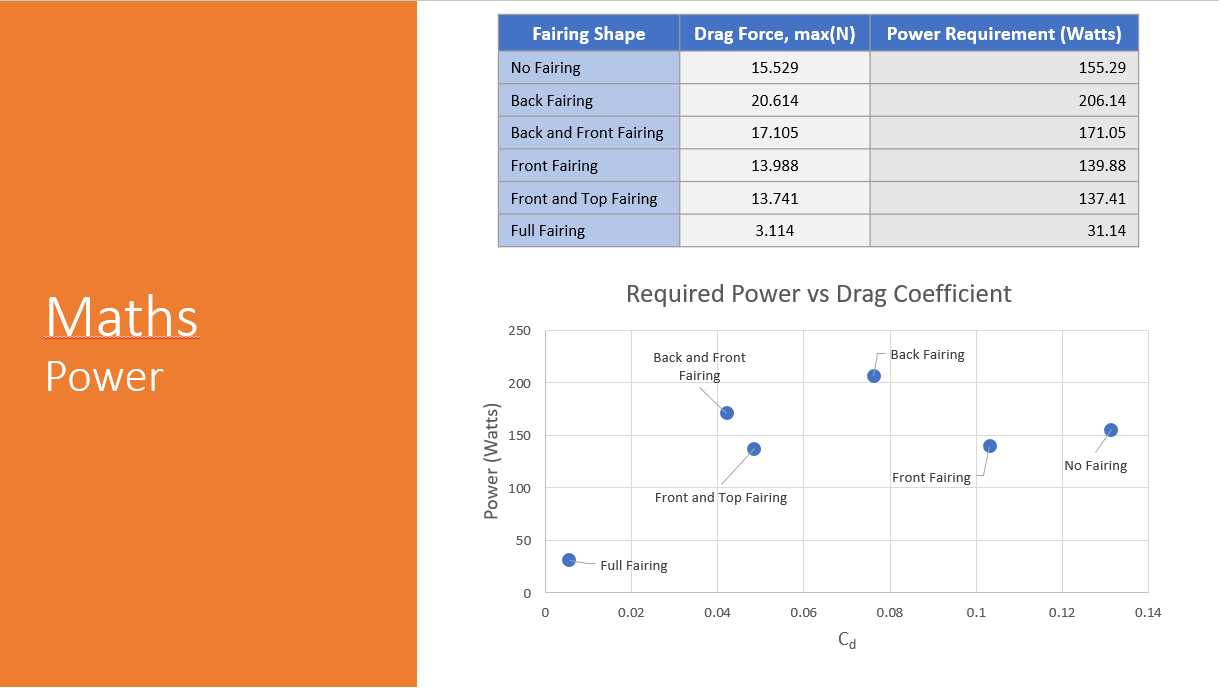 Maths
Power
Fairing Shape Drag Force, max(N) Power Requirement (Watts)
No Fairing 15.529 155.29
Back Fairing 20.614 206.14
Back and Front Fairing 17.105 171.05
Front Fairing 13.988 139.88
Front and Top Fairing 13.741 137.41
Full Fairing 3.114 31.14
Required Power vs Drag Coefficient
Power (Watts)
250
200
150
100
50
0
Back and Front
Fairing
Back Fairing
No Fairing
Front Fairing
Front and Top Fairing
Full Fairing
0 0.02 0.04 0.06 0.08 0.1 0.12 0.14
Cd